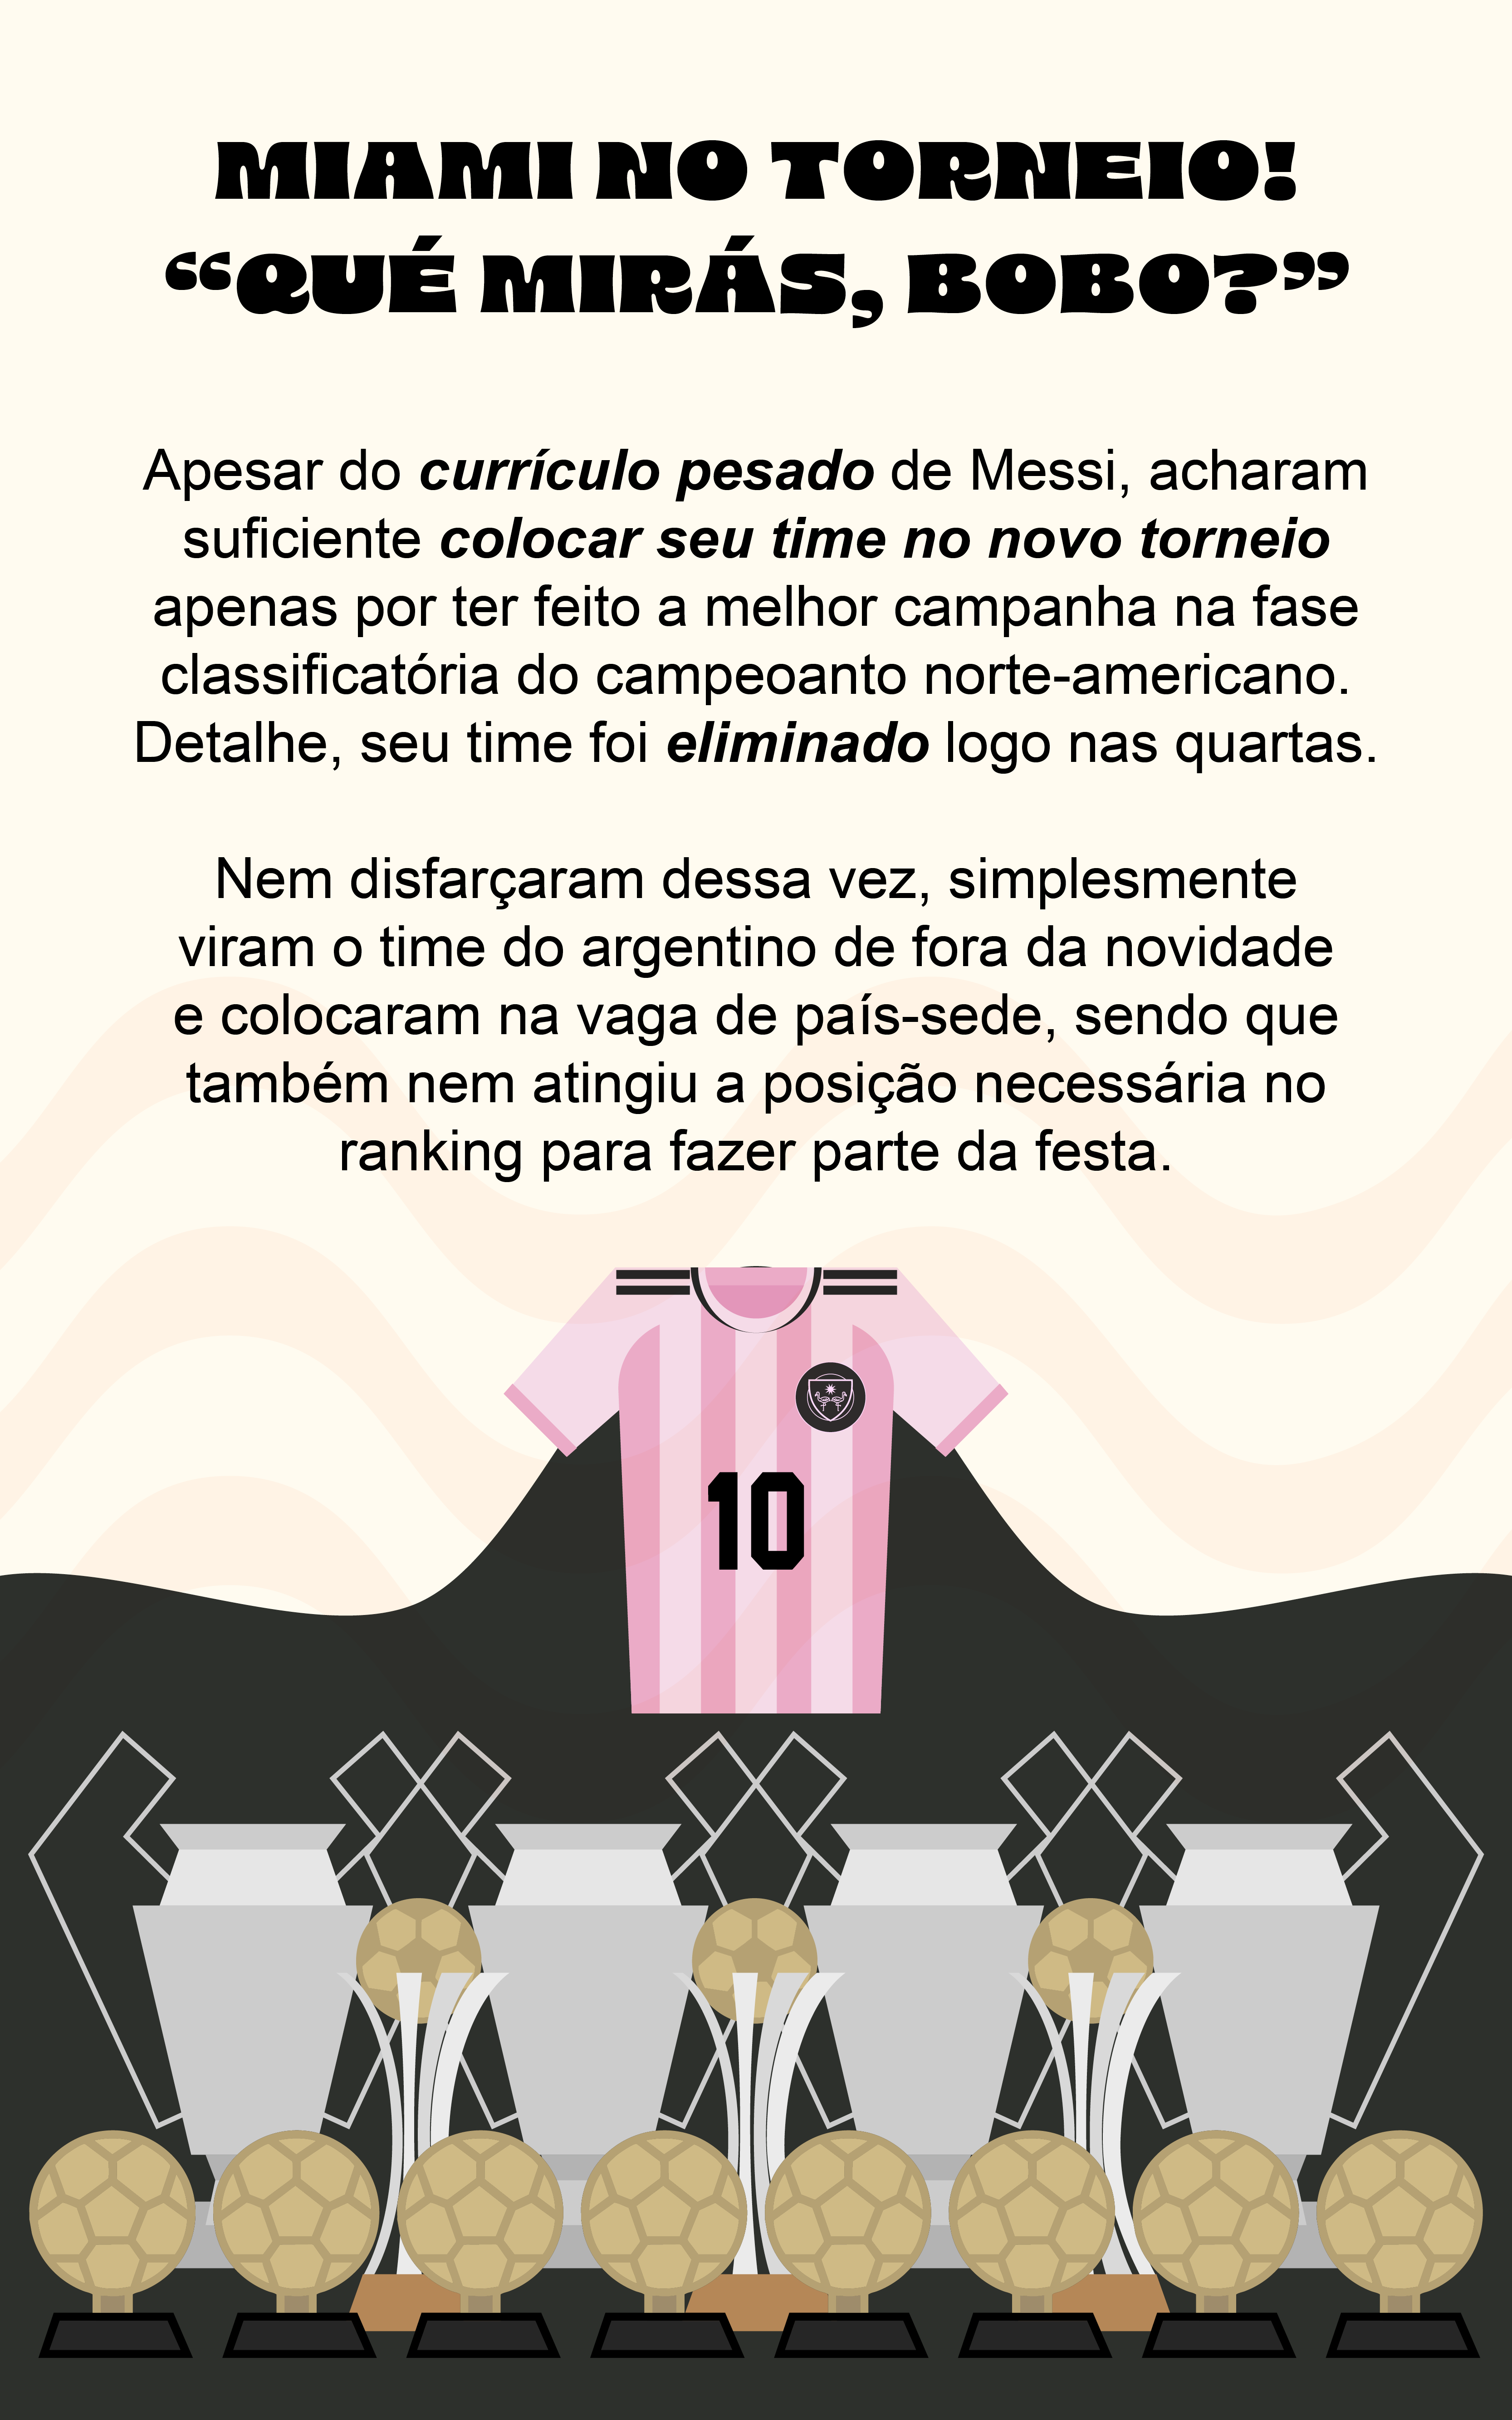 MIAMI NO TORNEIO!
“QUÉ MIRÁS, BOBO?”
Apesar do currículo pesado de Messi, acharam
suficiente colocar seu time no novo torneio
apenas por ter feito a melhor campanha na fase
classificatória do campeoanto norte-americano.
Detalhe, seu time foi eliminado logo nas quartas.
Nem disfarçaram dessa vez, simplesmente
viram o time do argentino de fora da novidade
e colocaram na vaga de país-sede, sendo que
também nem atingiu a posição necessária no
ranking para fazer parte da festa.
10